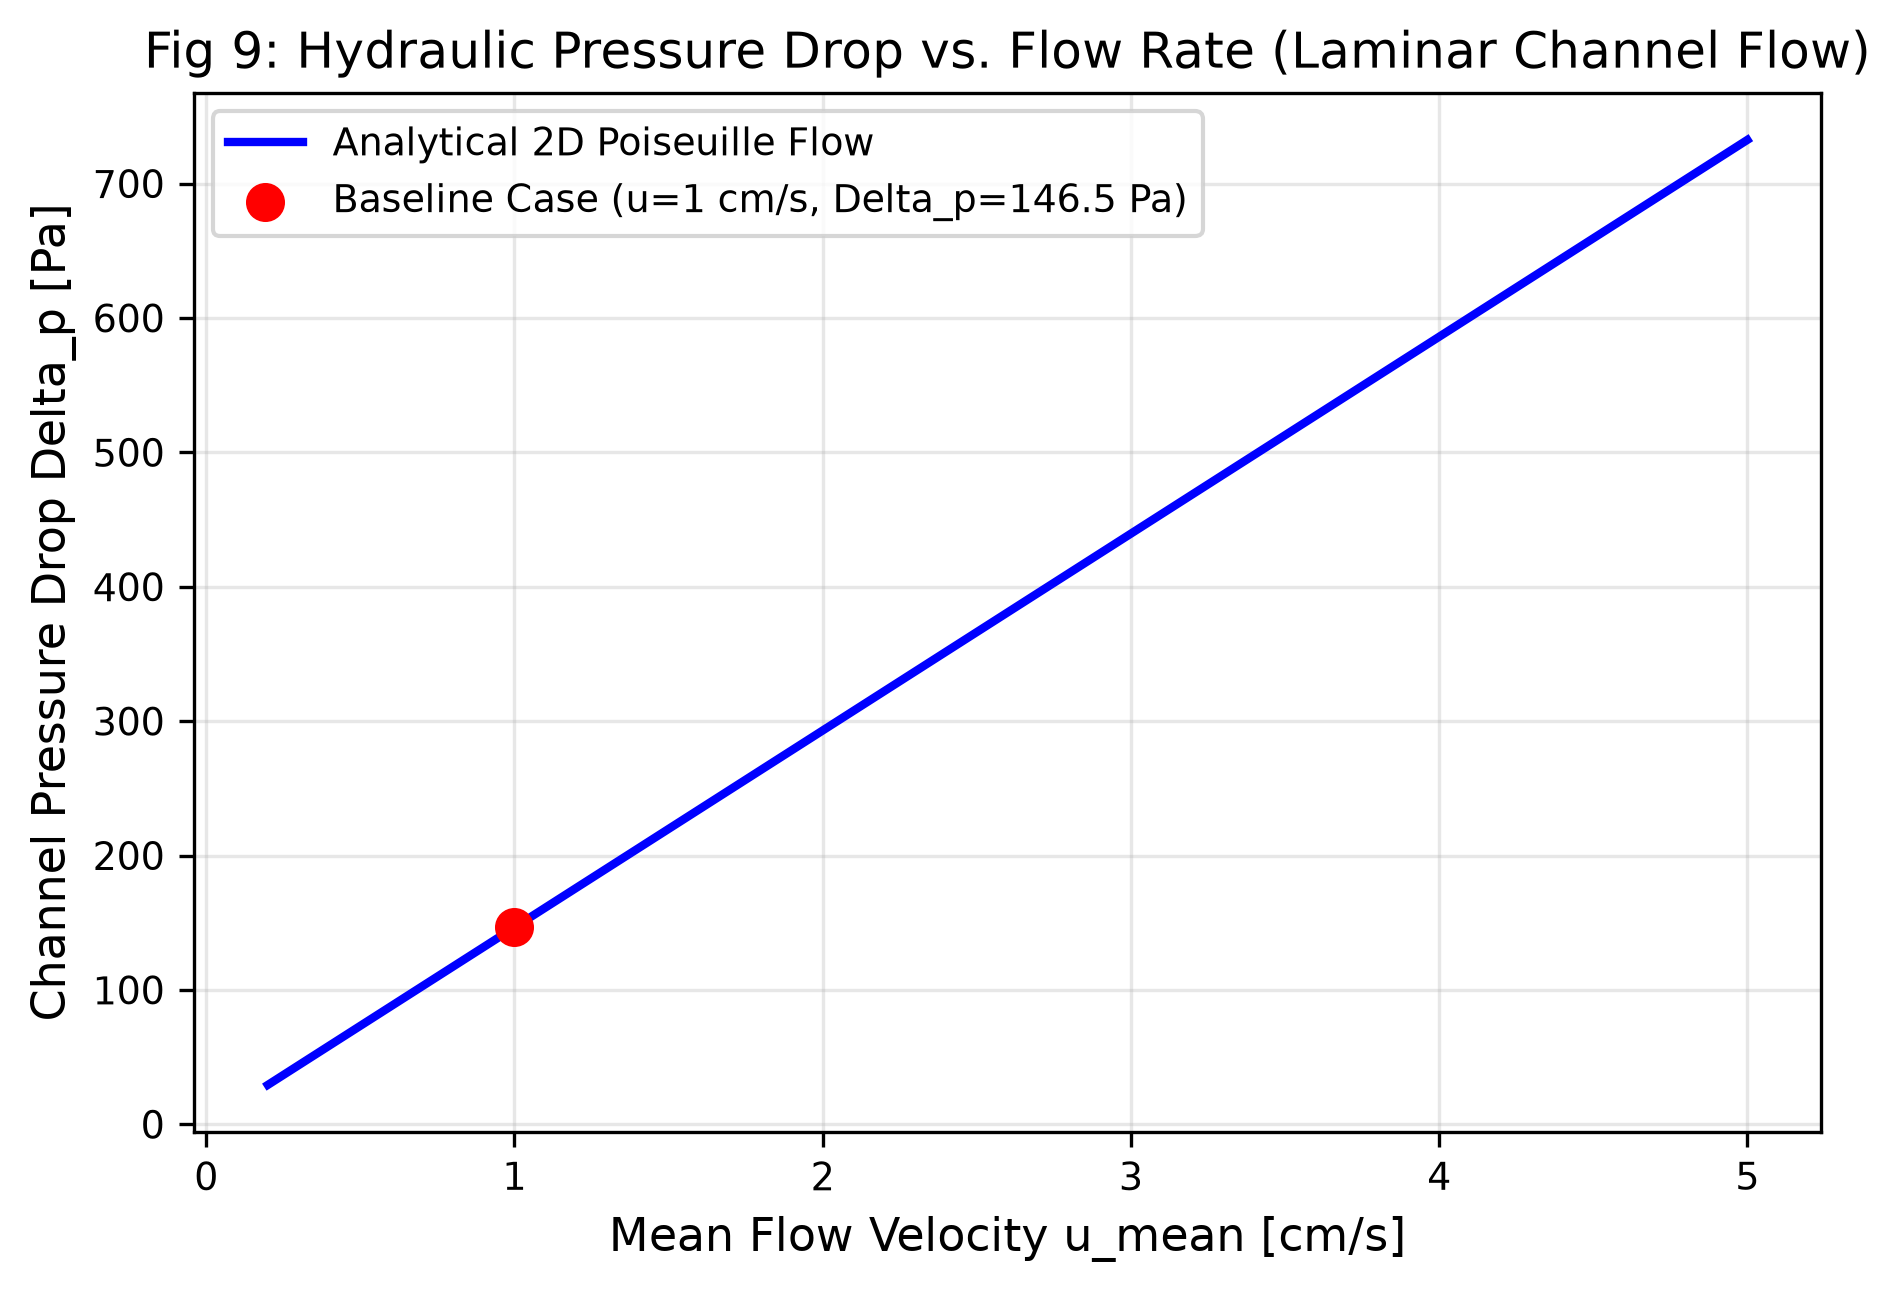 Fig 9: Hydraulic Pressure Drop vs. Flow Rate (Laminar Channel Flow)
Analytical 2D Poiseuille Flow
Baseline Case (u=1 cm/s, Delta_p=146.5 Pa)
Channel Pressure Drop Delta_p [Pa]
700
600
500
400
300
200
100
0
0 1 2 3 4 5
Mean Flow Velocity u_mean [cm/s]